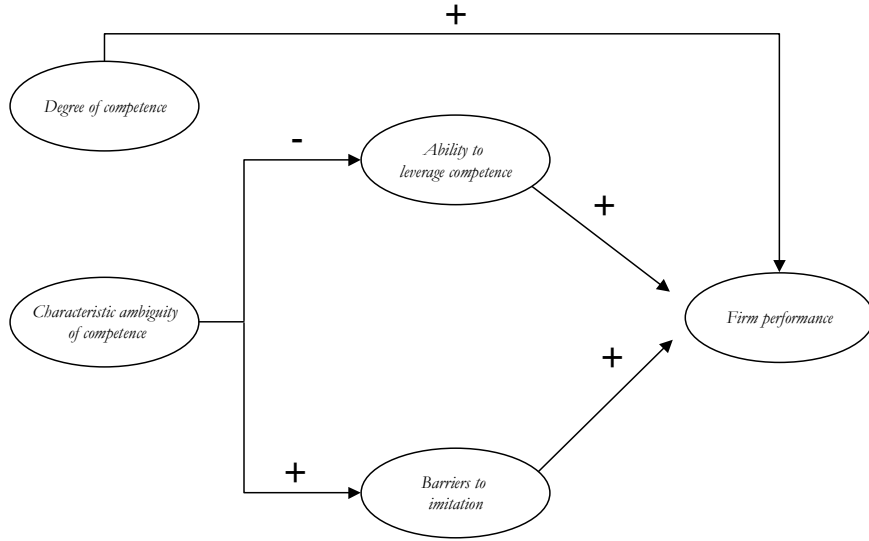 +
Degree of competence
-
Ability to
leverage competence
+
Characteristic ambiguity
of competence
Firm performance
+
+
Barriers to
imitation